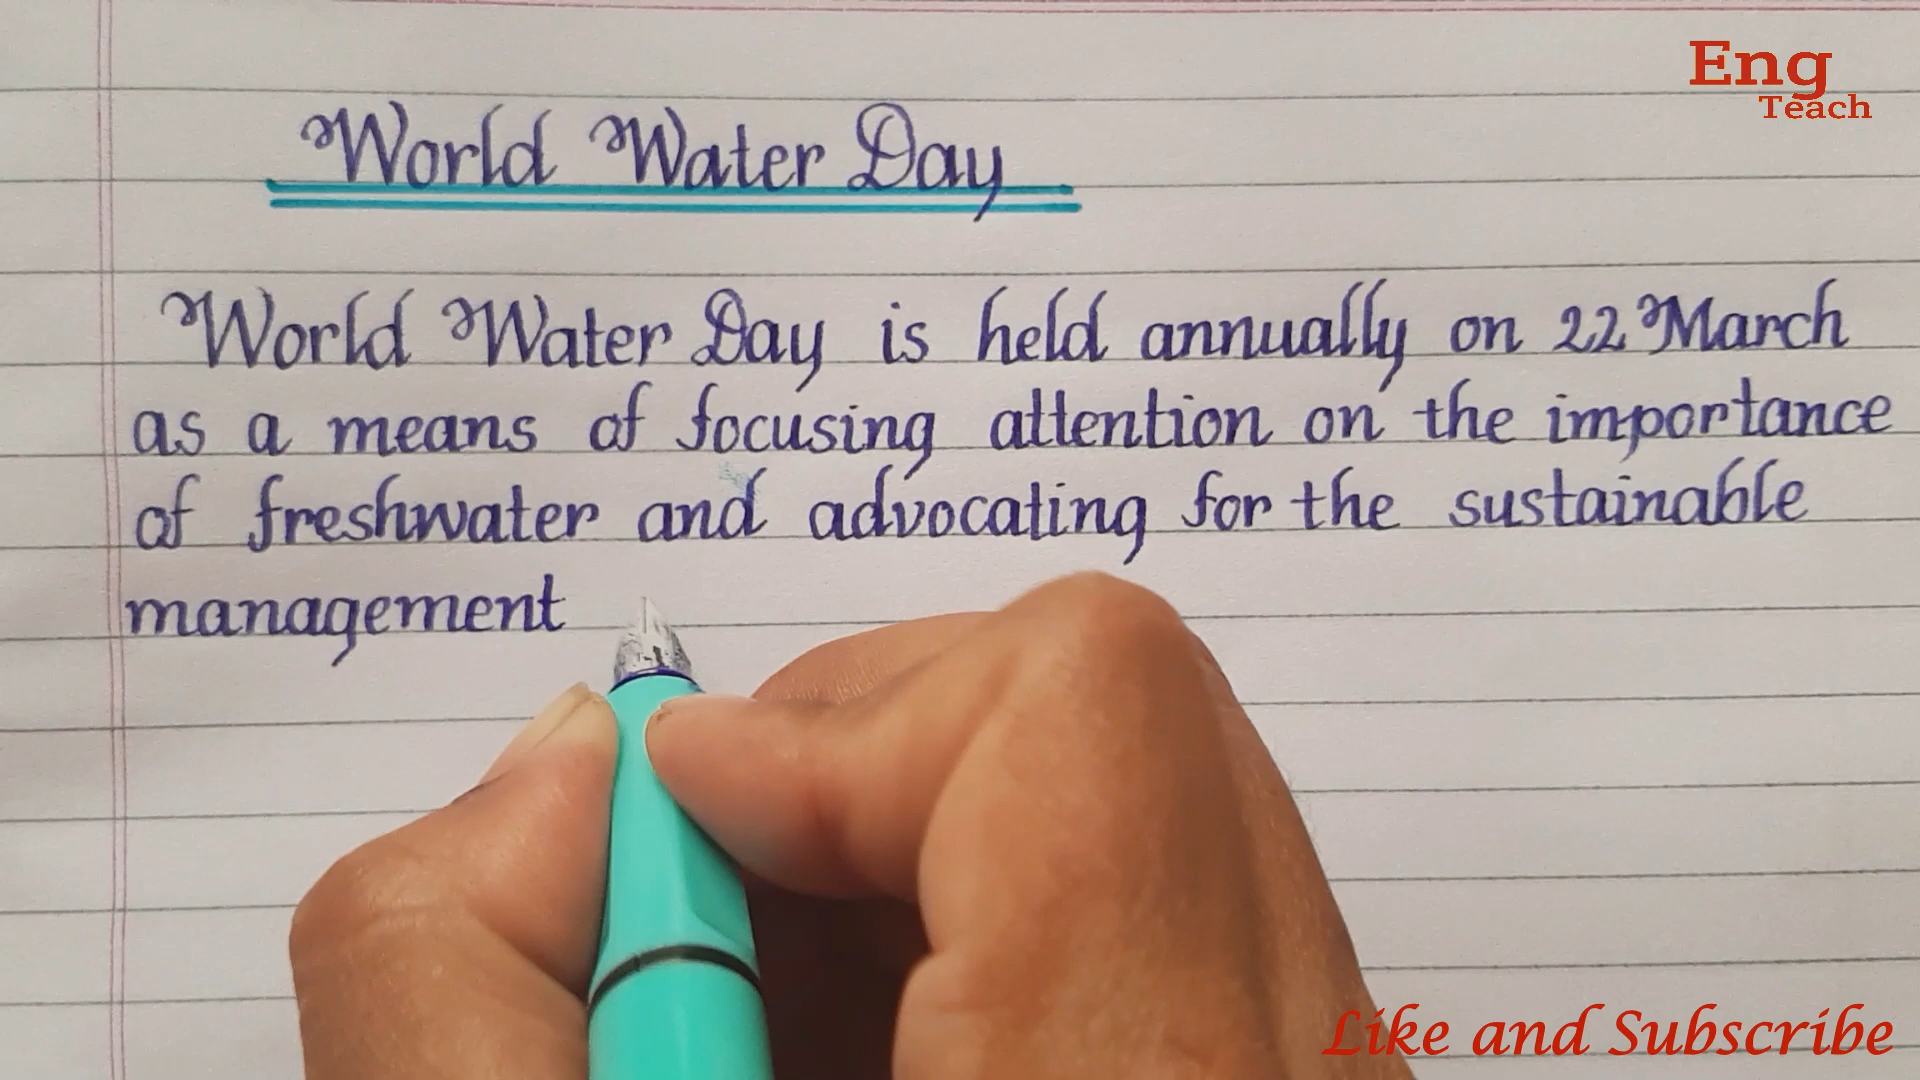 Eng
Teach
World Water Day
World Water Day is held annually on 22 March
as a means of focusing attention on the importance
of freshwater and advocating for the sustainable
management
Like and Subscribe